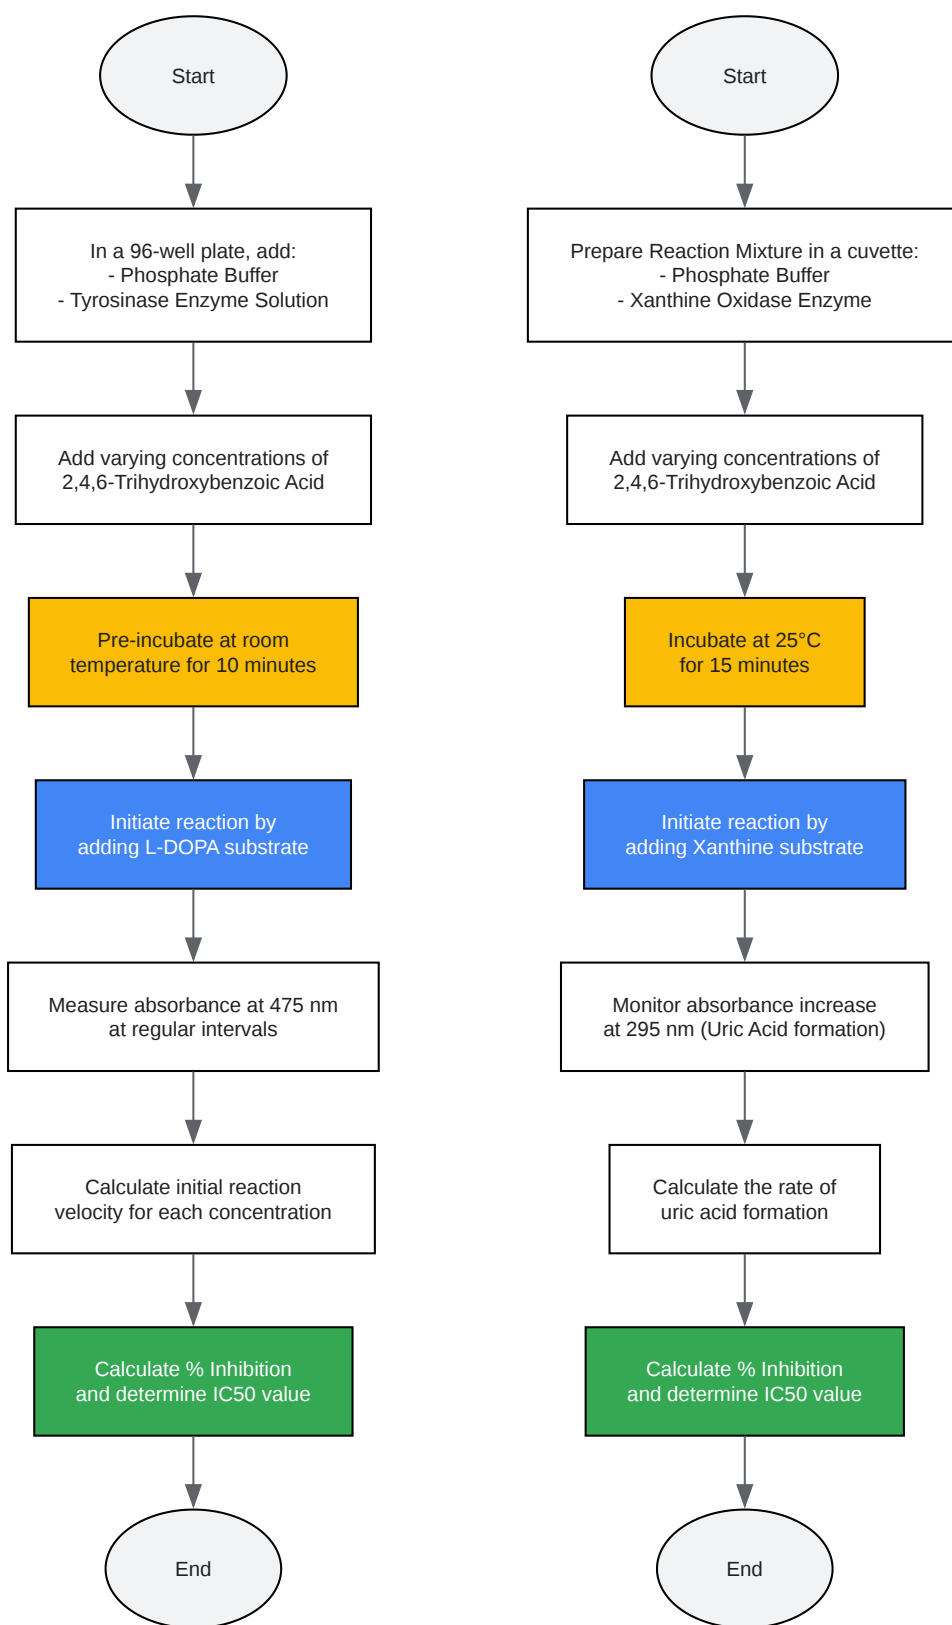 Start
In a 96-well plate, add:
- Phosphate Buffer
- Tyrosinase Enzyme Solution
Add varying concentrations of
2,4,6-Trihydroxybenzoic Acid
Pre-incubate at room
temperature for 10 minutes
Initiate reaction by
adding L-DOPA substrate
Measure absorbance at 475 nm
at regular intervals
Calculate initial reaction
velocity for each concentration
Calculate % Inhibition
and determine IC50 value
End
Start
Prepare Reaction Mixture in a cuvette:
- Phosphate Buffer
- Xanthine Oxidase Enzyme
Add varying concentrations of
2,4,6-Trihydroxybenzoic Acid
Incubate at 25°C
for 15 minutes
Initiate reaction by
adding Xanthine substrate
Monitor absorbance increase
at 295 nm (Uric Acid formation)
Calculate the rate of
uric acid formation
Calculate % Inhibition
and determine IC50 value
End